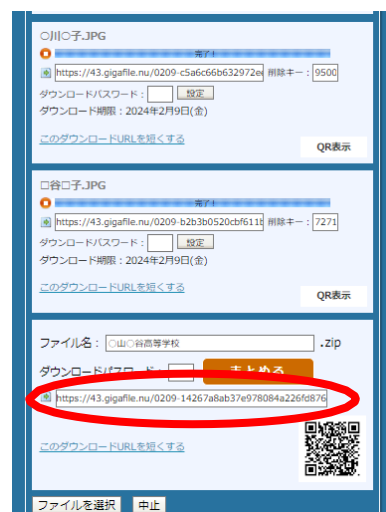 ○川○子.JPG
完了!
https://43.gigafile.nu/0209-c5a6c66b632972e 削除キー: 9500
ダウンロードパスワード: 設定
ダウンロード期限:2024年2月9日(金)
このダウンロードURLを短くする
QR表示
□谷□子.JPG
完了!
https://43.gigafile.nu/0209-b2b3b0520cbf611 削除キー: 7271
ダウンロードパスワード: 設定
ダウンロード期限:2024年2月9日(金)
このダウンロードURLを短くする
QR表示
ファイル名: ○山○谷高等学校 .zip
ダウンロードパスワード: まとめる
https://43.gigafile.nu/0209-14267a8ab37e978084a226fd876
このダウンロードURLを短くする
ファイルを選択 中止